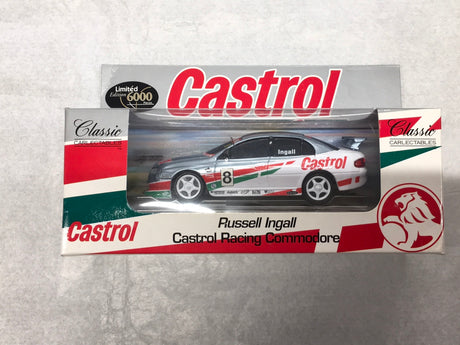 Limited
Edition 6000
Castrol
Classic
CARLECTABLES
Classic
CARLECTABLES
Ingall
Castrol
8
Castrol
Russell Ingall
Castrol Racing Commodore